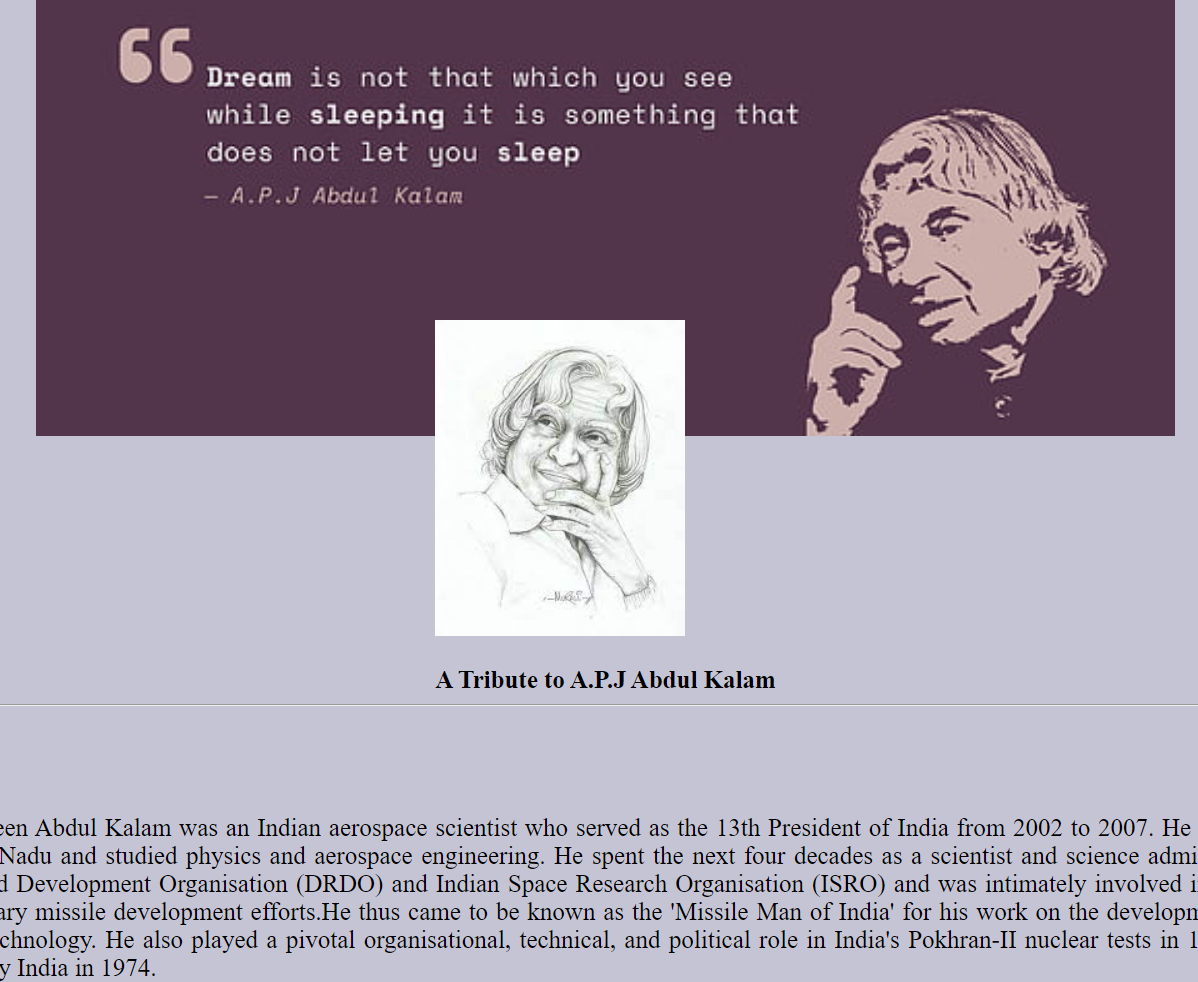 Dream is not that which you see
while sleeping it is something that
does not let you sleep
— A.P.J Abdul Kalam
A Tribute to A.P.J Abdul Kalam
een Abdul Kalam was an Indian aerospace scientist who served as the 13th President of India from 2002 to 2007. He
Nadu and studied physics and aerospace engineering. He spent the next four decades as a scientist and science admi
d Development Organisation (DRDO) and Indian Space Research Organisation (ISRO) and was intimately involved i
ary missile development efforts.He thus came to be known as the 'Missile Man of India' for his work on the developm
chnology. He also played a pivotal organisational, technical, and political role in India's Pokhran-II nuclear tests in 1
y India in 1974.